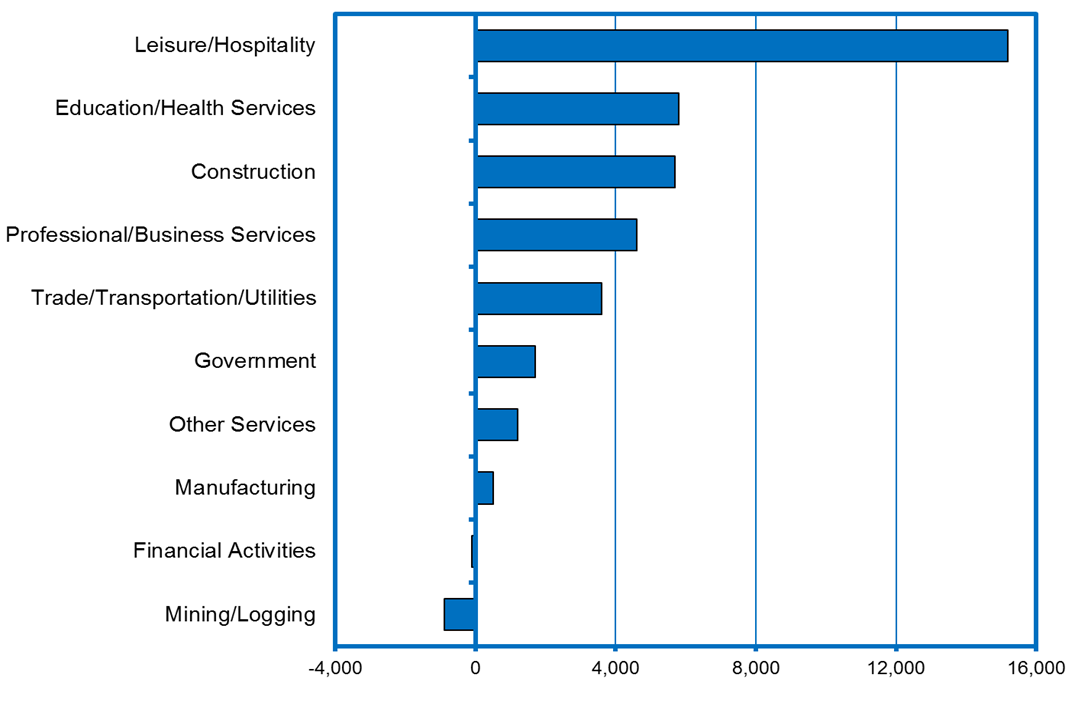 Leisure/Hospitality
Education/Health Services
Construction
Professional/Business Services
Trade/Transportation/Utilities
Government
Other Services
Manufacturing
Financial Activities
Mining/Logging
-4,000 0 4,000 8,000 12,000 16,000